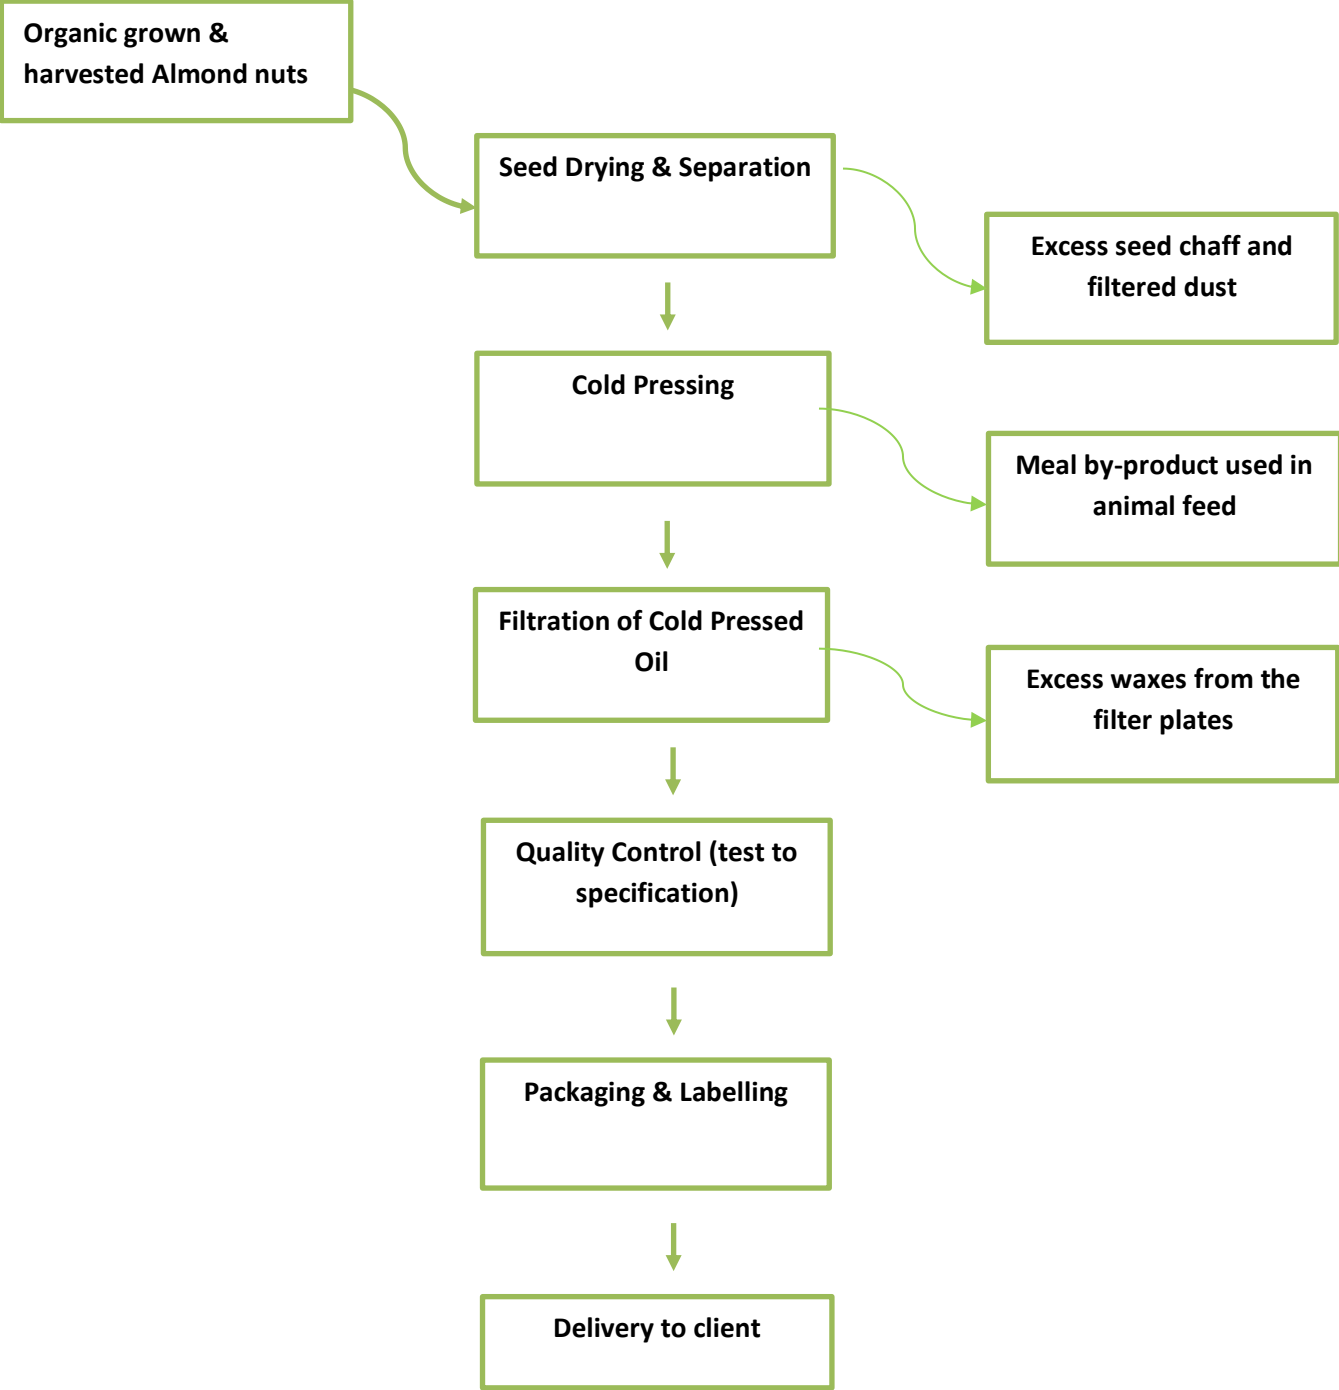 Organic grown &
harvested Almond nuts
Seed Drying & Separation
Excess seed chaff and
filtered dust
Cold Pressing
Meal by-product used in
animal feed
Filtration of Cold Pressed
Oil
Excess waxes from the
filter plates
Quality Control (test to
specification)
Packaging & Labelling
Delivery to client